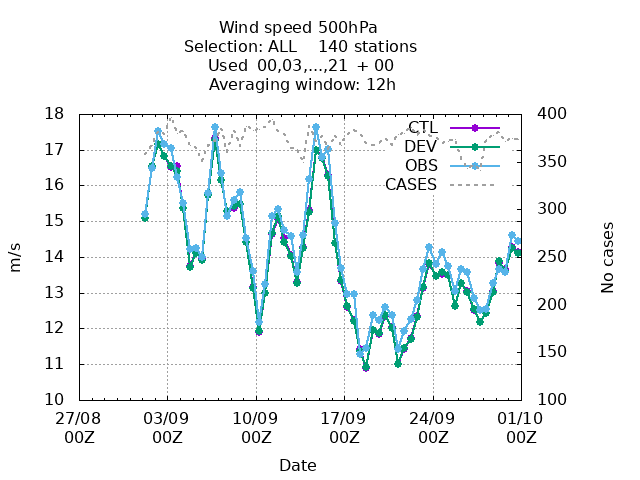 Wind speed 500hPa
Selection: ALL 140 stations
Used 00,03,...,21 + 00
Averaging window: 12h
18
17
16
15
14
13
12
11
10
m/s
400
350
300
250
200
150
100
No cases
CTL
DEV
OBS
CASES
27/08 03/09 10/09 17/09 24/09 01/10
00Z 00Z 00Z 00Z 00Z 00Z
Date